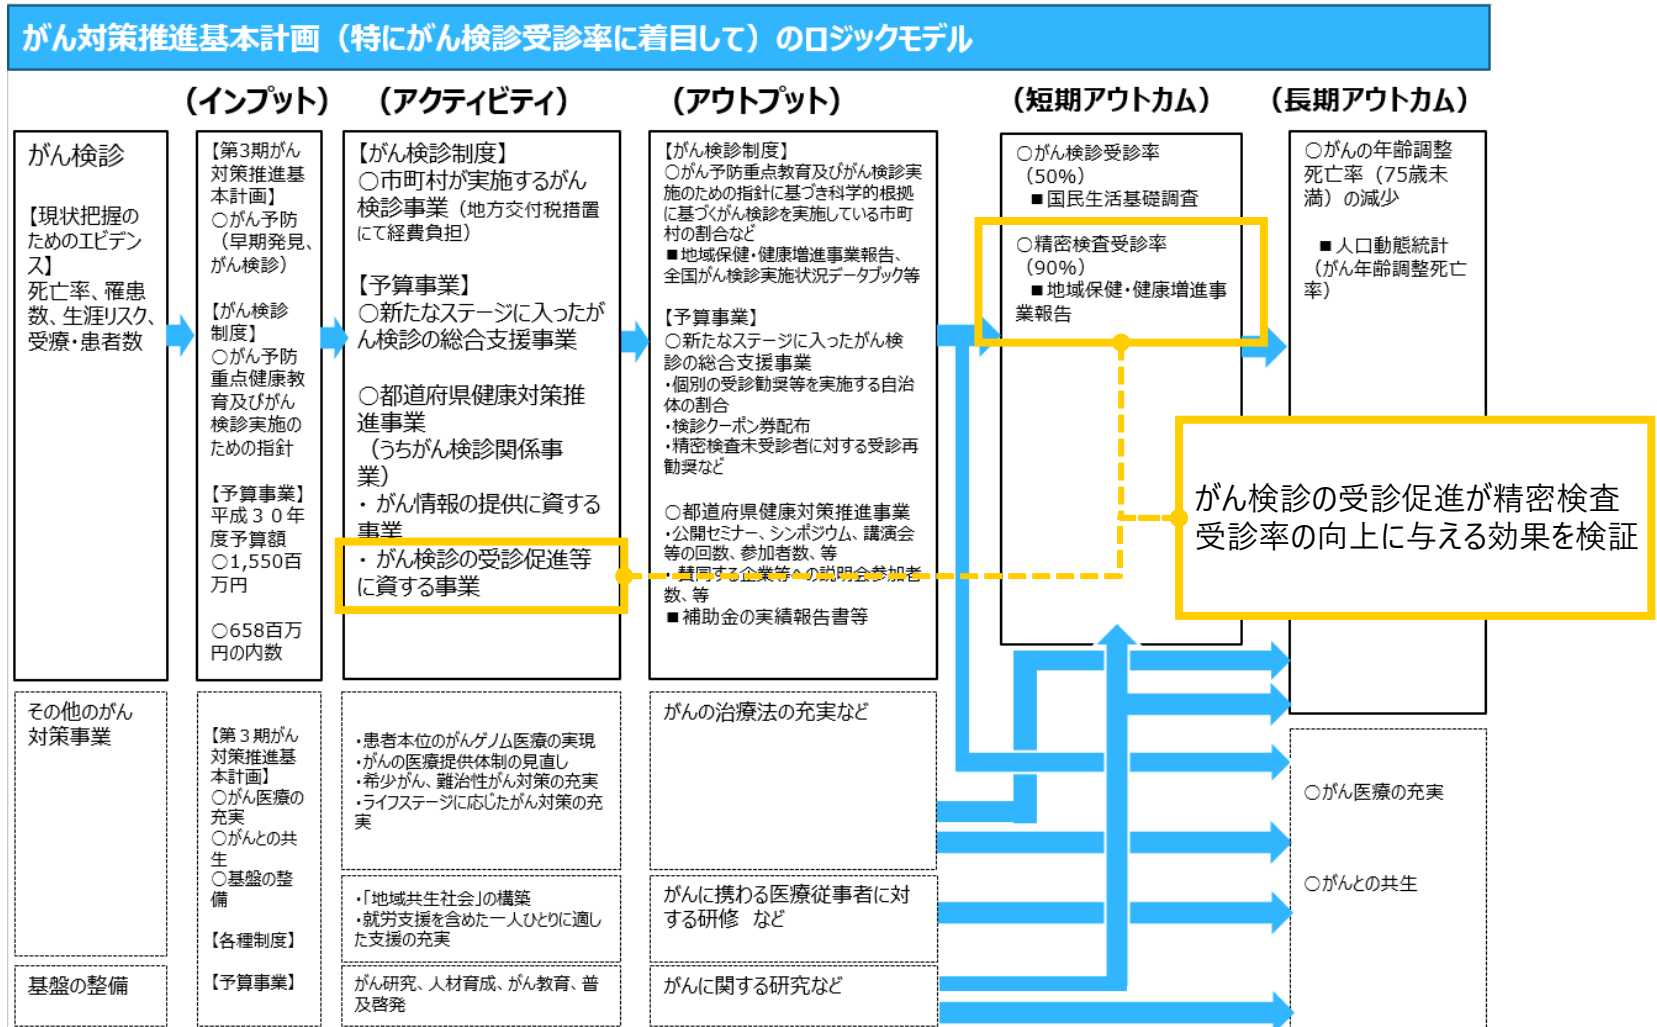 がん対策推進基本計画（特にがん検診受診率に着目して）のロジックモデル
（インプット）
（アクティビティ）
（アウトプット）
（短期アウトカム）
（長期アウトカム）
がん検診
【現状把握の
ためのエビデン
ス】
死亡率、罹患
数、生涯リスク、
受療・患者数
【第3期がん
対策推進基
本計画】
○がん予防
（早期発見、
がん検診）
【がん検診
制度】
○がん予防
重点健康教
育及びがん
検診実施の
ための指針
【予算事業】
平成３０年
度予算額
○1,550百
万円
○658百万
円の内数
【がん検診制度】
○市町村が実施するがん
検診事業（地方交付税措置
にて経費負担）
【予算事業】
○新たなステージに入ったが
ん検診の総合支援事業
○都道府県健康対策推
進事業
（うちがん検診関係事
業）
・ がん情報の提供に資する
事業
・ がん検診の受診促進等
に資する事業
【がん検診制度】
○がん予防重点教育及びがん検診実
施のための指針に基づき科学的根拠
に基づくがん検診を実施している市町
村の割合など
■地域保健・健康増進事業報告、
全国がん検診実施状況データブック等
【予算事業】
○新たなステージに入ったがん検
診の総合支援事業
・個別の受診勧奨等を実施する自治
体の割合
・検診クーポン券配布
・精密検査未受診者に対する受診再
勧奨など
○都道府県健康対策推進事業
・公開セミナー、シンポジウム、講演会
等の回数、参加者数、等
・賛同する企業等への説明会参加者
数、等
■補助金の実績報告書等
○がん検診受診率
（50%）
■国民生活基礎調査
○精密検査受診率
（90%）
■地域保健・健康増進事
業報告
○がんの年齢調整
死亡率（75歳未
満）の減少
■人口動態統計
（がん年齢調整死亡
率）
がん検診の受診促進が精密検査
受診率の向上に与える効果を検証
その他のがん
対策事業
【第３期がん
対策推進基
本計画】
○がん医療の
充実
○がんとの共
生
○基盤の整
備
【各種制度】
【予算事業】
・患者本位のがんゲノム医療の実現
・がんの医療提供体制の見直し
・希少がん、難治性がん対策の充実
・ライフステージに応じたがん対策の充
実
がんの治療法の充実など
○がん医療の充実
○がんとの共生
・「地域共生社会」の構築
・就労支援を含めた一人ひとりに適し
た支援の充実
がんに携わる医療従事者に対
する研修 など
基盤の整備
がん研究、人材育成、がん教育、普
及啓発
がんに関する研究など